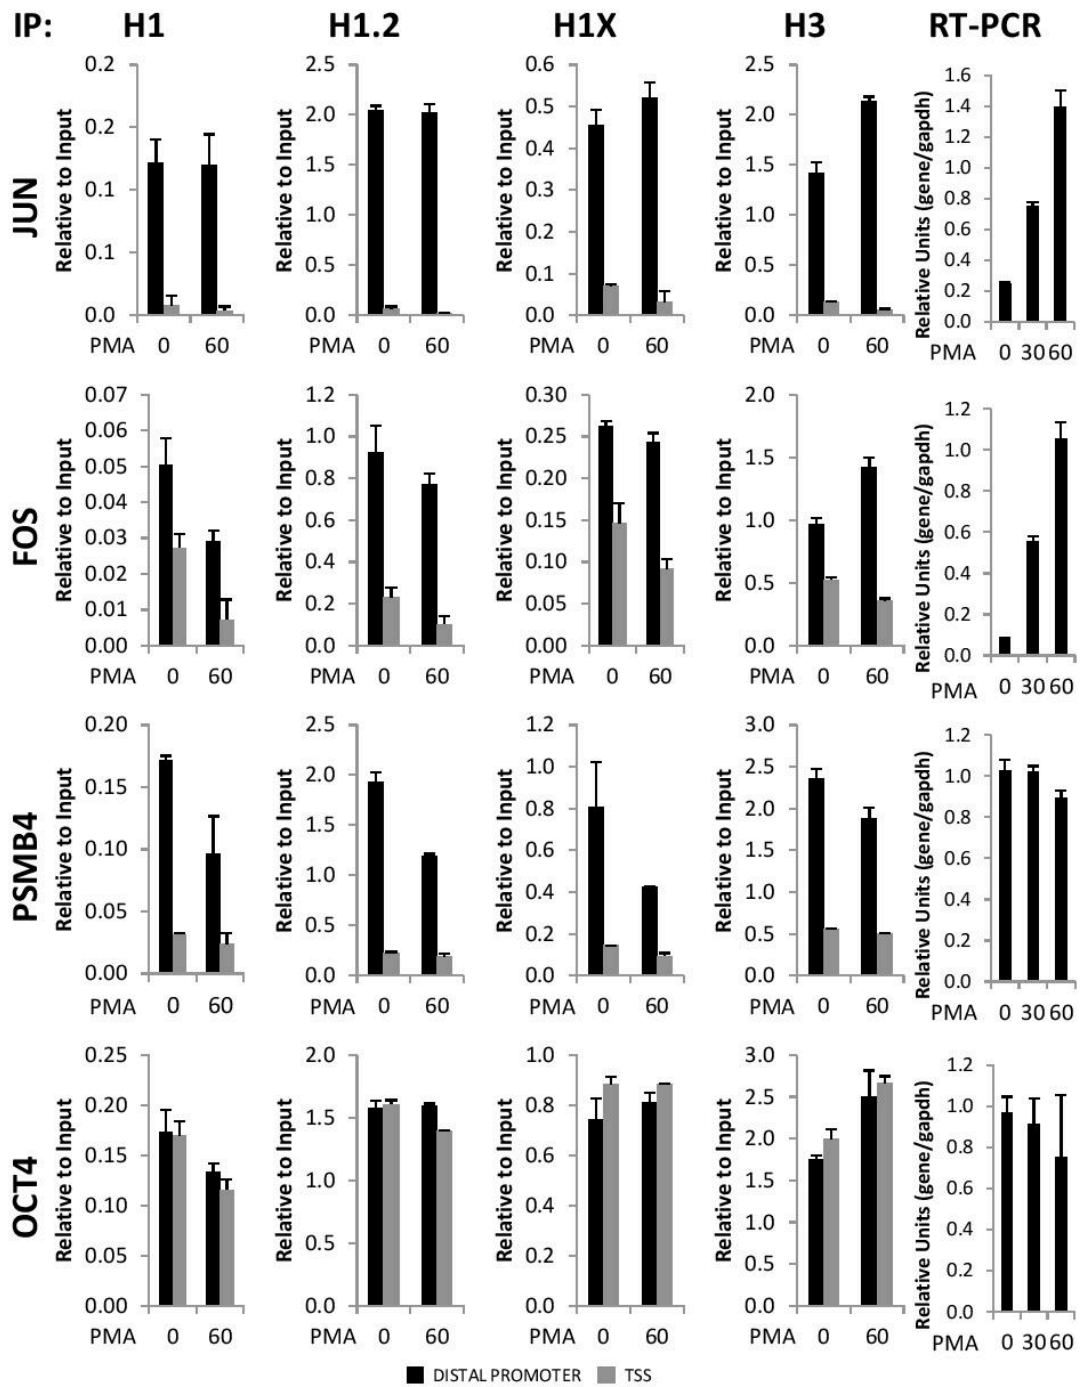 IP: H1 H1.2 H1X H3 RT-PCR
JUN
Relative to Input
0.2
0.2
0.1
0.1
0.0
PMA 0 60
Relative to Input
2.5
2.0
1.5
1.0
0.5
0.0
PMA 0 60
Relative to Input
0.6
0.5
0.4
0.3
0.2
0.1
0.0
PMA 0 60
Relative to Input
2.5
2.0
1.5
1.0
0.5
0.0
PMA 0 60
Relative Units (gene/gapdh)
1.6
1.4
1.2
1.0
0.8
0.6
0.4
0.2
0.0
PMA 0 30 60
FOS
Relative to Input
0.07
0.06
0.05
0.04
0.03
0.02
0.01
0.00
PMA 0 60
Relative to Input
1.2
1.0
0.8
0.6
0.4
0.2
0.0
PMA 0 60
Relative to Input
0.30
0.25
0.20
0.15
0.10
0.05
0.00
PMA 0 60
Relative to Input
2.0
1.5
1.0
0.5
0.0
PMA 0 60
Relative Units (gene/gapdh)
1.2
1.0
0.8
0.6
0.4
0.2
0.0
PMA 0 30 60
PSMB4
Relative to Input
0.20
0.15
0.10
0.05
0.00
PMA 0 60
Relative to Input
2.5
2.0
1.5
1.0
0.5
0.0
PMA 0 60
Relative to Input
1.2
1.0
0.8
0.6
0.4
0.2
0.0
PMA 0 60
Relative to Input
3.0
2.5
2.0
1.5
1.0
0.5
0.0
PMA 0 60
Relative Units (gene/gapdh)
1.2
1.0
0.8
0.6
0.4
0.2
0.0
PMA 0 30 60
OCT4
Relative to Input
0.25
0.20
0.15
0.10
0.05
0.00
PMA 0 60
Relative to Input
2.0
1.5
1.0
0.5
0.0
PMA 0 60
Relative to Input
1.0
0.8
0.6
0.4
0.2
0.0
PMA 0 60
Relative to Input
3.0
2.5
2.0
1.5
1.0
0.5
0.0
PMA 0 60
Relative Units (gene/gapdh)
1.2
1.0
0.8
0.6
0.4
0.2
0.0
PMA 0 30 60
DISTAL PROMOTER TSS